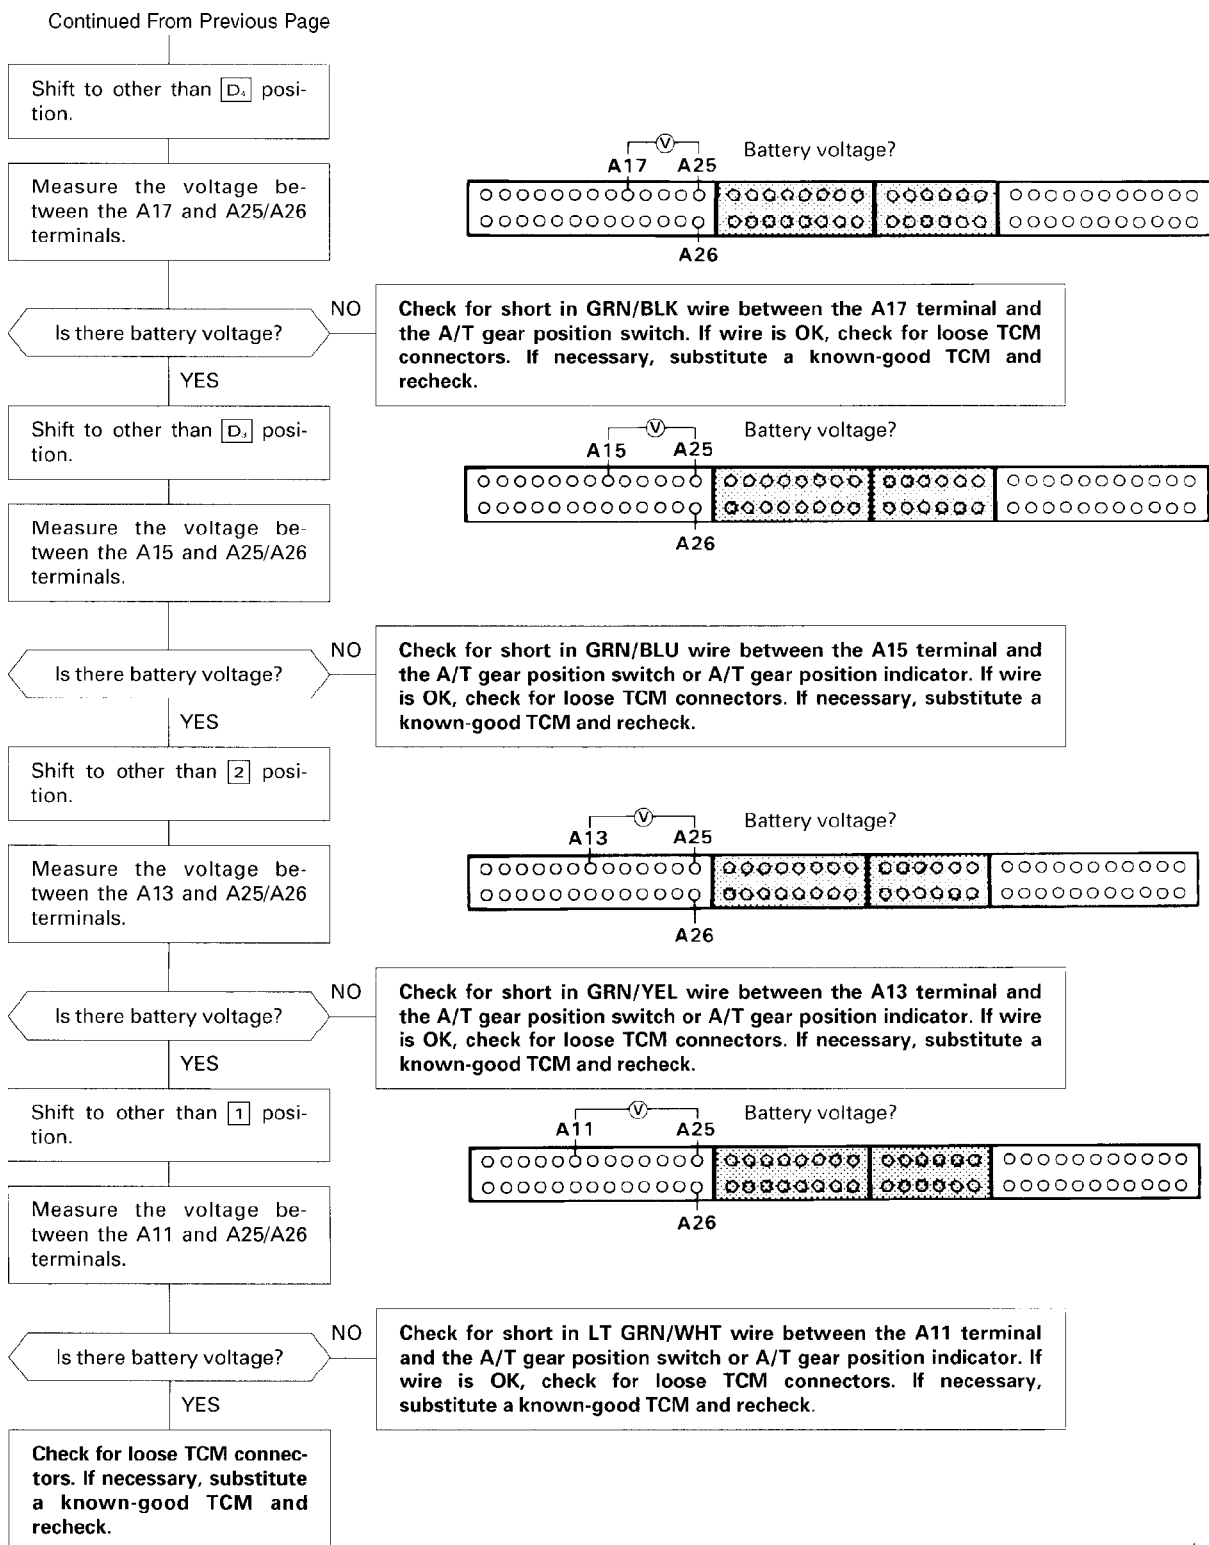 Continued From Previous Page
Shift to other than D4 posi-
tion.
Measure the voltage be-
tween the A17 and A25/A26
terminals.
V
A17 A25
Battery voltage?
A26
Is there battery voltage?
NO
Check for short in GRN/BLK wire between the A17 terminal and
the A/T gear position switch. If wire is OK, check for loose TCM
connectors. If necessary, substitute a known-good TCM and
recheck.
YES
Shift to other than D3 posi-
tion.
Measure the voltage be-
tween the A15 and A25/A26
terminals.
V
A15 A25
Battery voltage?
A26
Is there battery voltage?
NO
Check for short in GRN/BLU wire between the A15 terminal and
the A/T gear position switch or A/T gear position indicator. If wire
is OK, check for loose TCM connectors. If necessary, substitute a
known-good TCM and recheck.
YES
Shift to other than 2 posi-
tion.
Measure the voltage be-
tween the A13 and A25/A26
terminals.
V
A13 A25
Battery voltage?
A26
Is there battery voltage?
NO
Check for short in GRN/YEL wire between the A13 terminal and
the A/T gear position switch or A/T gear position indicator. If wire
is OK, check for loose TCM connectors. If necessary, substitute a
known-good TCM and recheck.
YES
Shift to other than 1 posi-
tion.
Measure the voltage be-
tween the A11 and A25/A26
terminals.
V
A11 A25
Battery voltage?
A26
Is there battery voltage?
NO
Check for short in LT GRN/WHT wire between the A11 terminal
and the A/T gear position switch or A/T gear position indicator. If
wire is OK, check for loose TCM connectors. If necessary,
substitute a known-good TCM and recheck.
YES
Check for loose TCM connec-
tors. If necessary, substitute
a known-good TCM and
recheck.